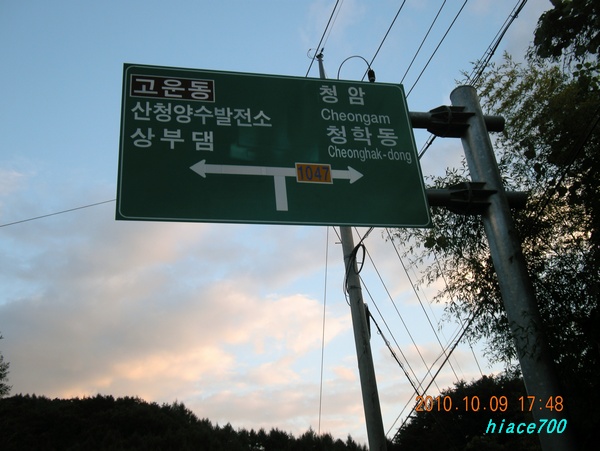 고운동
산청양수발전소
상부댐
청암
Cheongam
청학동
Cheonghak-dong
1047
2010.10.09 17:48
hiace700